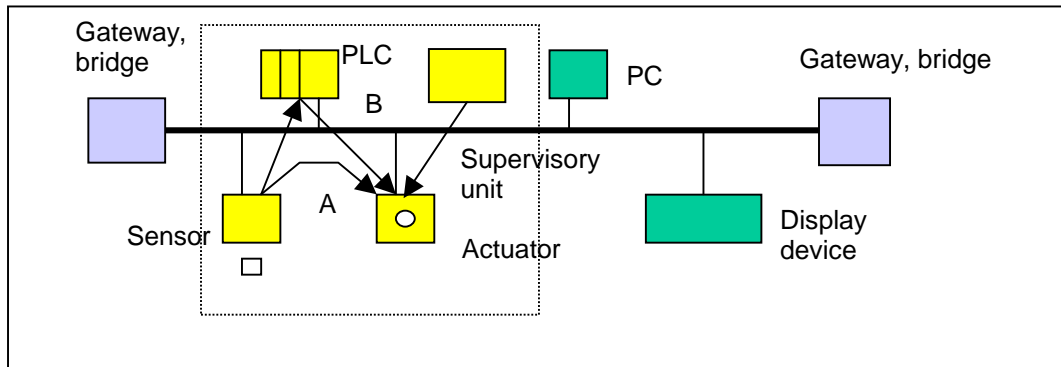 Gateway,
bridge
PLC
B
PC
Gateway, bridge
Supervisory
unit
A
Sensor
Actuator
Display
device